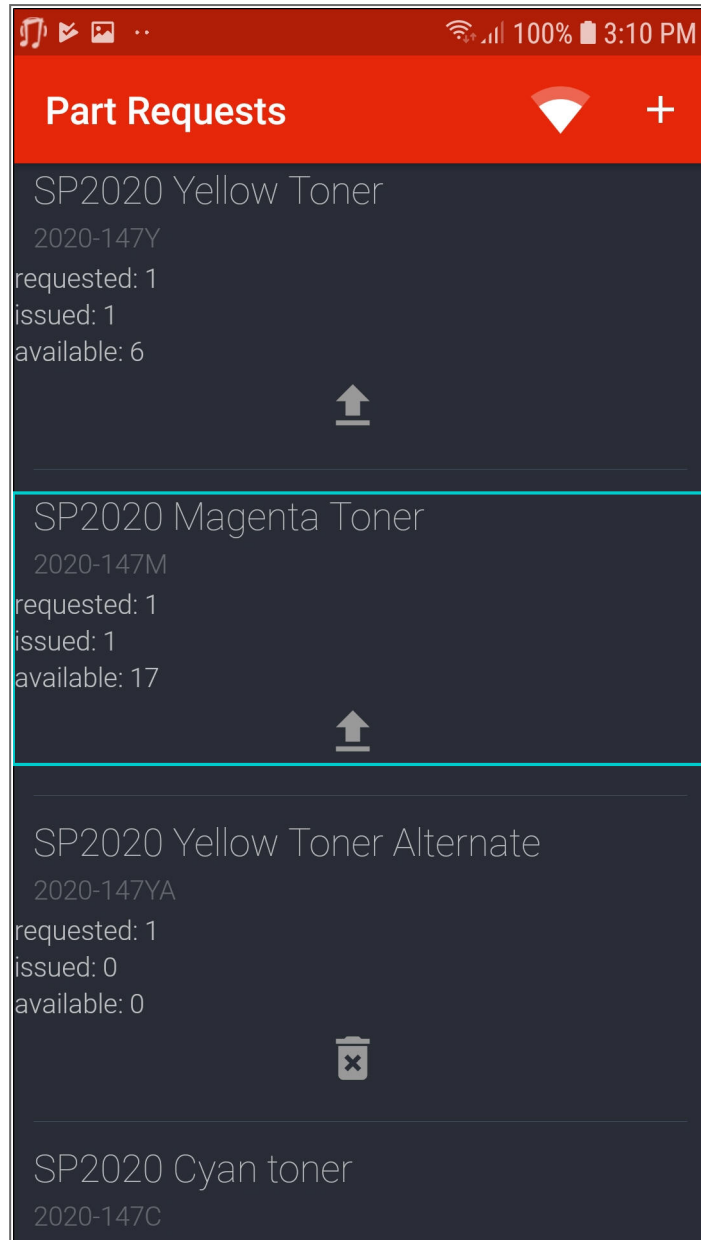 100% 3:10 PM
Part Requests
SP2020 Yellow Toner
2020-147Y
requested: 1
issued: 1
available: 6
SP2020 Magenta Toner
2020-147M
requested: 1
issued: 1
available: 17
SP2020 Yellow Toner Alternate
2020-147YA
requested: 1
issued: 0
available: 0
SP2020 Cyan toner
2020-147C